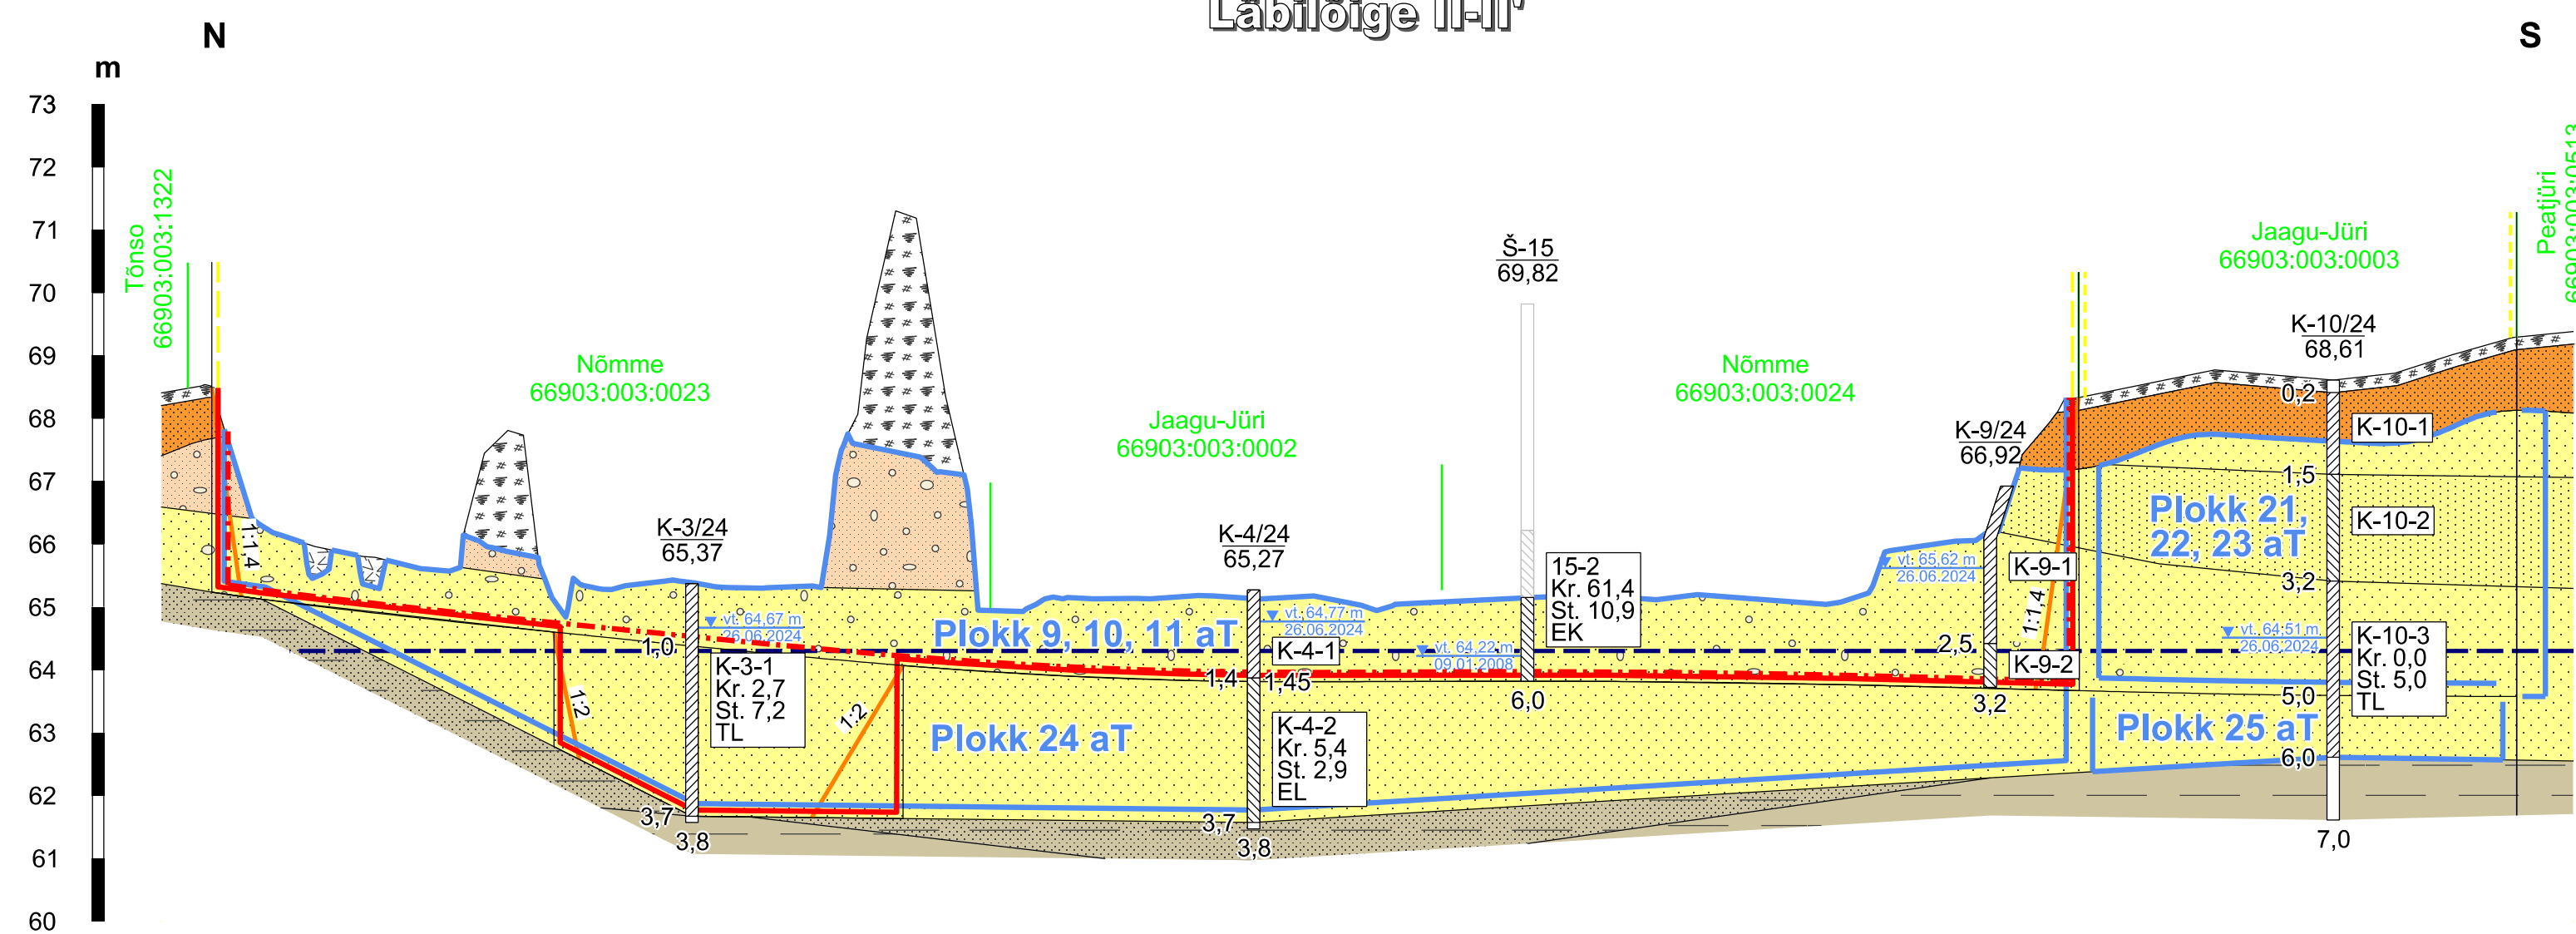 Läbilõige II-II'
N
S
m
73
72
71
70
69
68
67
66
65
64
63
62
61
60
Tõnso
66903:003:1322
1:1,4
Nõmme
66903:003:0023
K-3/24
65,37
vt. 64,67 m
26.06.2024
1,0
K-3-1
Kr. 2,7
St. 7,2
TL
1:2
1:2
3,7
3,8
Jaagu-Jüri
66903:003:0002
K-4/24
65,27
vt. 64,77 m
26.06.2024
Plokk 9, 10, 11 aT
K-4-1
1,4
1,45
Plokk 24 aT
K-4-2
Kr. 5,4
St. 2,9
EL
3,7
3,8
Š-15
69,82
15-2
Kr. 61,4
St. 10,9
EK
vt. 64,22 m
09.01.2008
6,0
Nõmme
66903:003:0024
K-9/24
66,92
vt. 65,62 m
26.06.2024
K-9-1
2,5
1:1,4
K-9-2
3,2
Jaagu-Jüri
66903:003:0003
K-10/24
68,61
0,2
K-10-1
1,5
Plokk 21,
22, 23 aT
K-10-2
3,2
vt. 64,51 m
26.06.2024
K-10-3
Kr. 0,0
St. 5,0
TL
5,0
Plokk 25 aT
6,0
7,0
Peatjüri
66903:003:0513